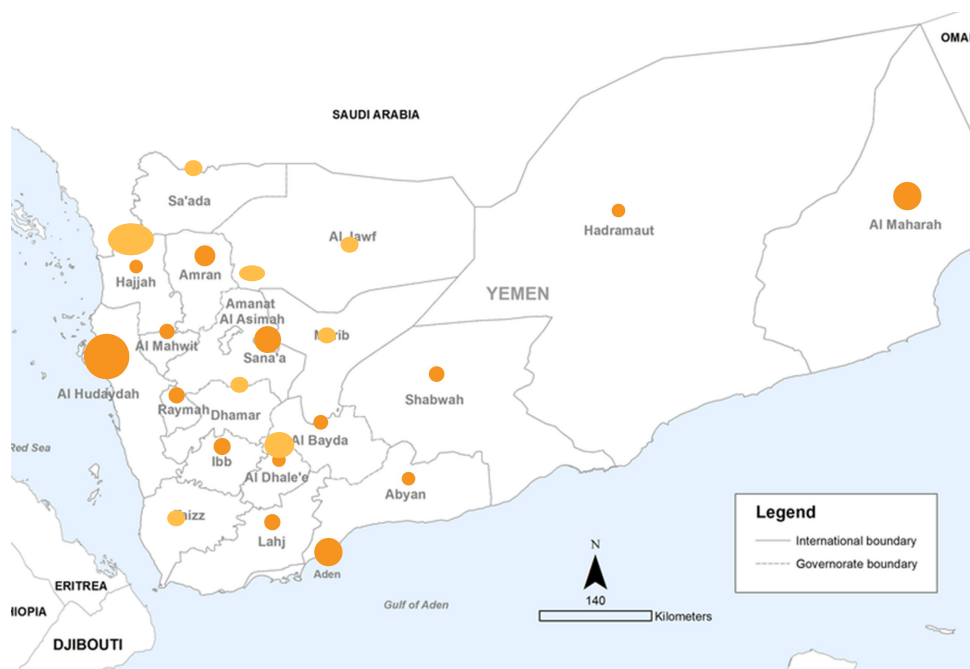 OMA
SAUDI ARABIA
Sa'ada
Al Jawf
Hadramaut
Al Maharah
Hajjah
Amran
YEMEN
Amanat
Al Asimah
Al Mahwit
Sana'a
Al Hudaydah
Shabwah
Raymah
Dhamar
Red Sea
Al Bayda
Ibb
Al Dhale'e
Abyan
Lahj
Legend
International boundary
Governorate boundary
N
140
Kilometers
Aden
ERITREA
Gulf of Aden
HIOPIA
DJIBOUTI